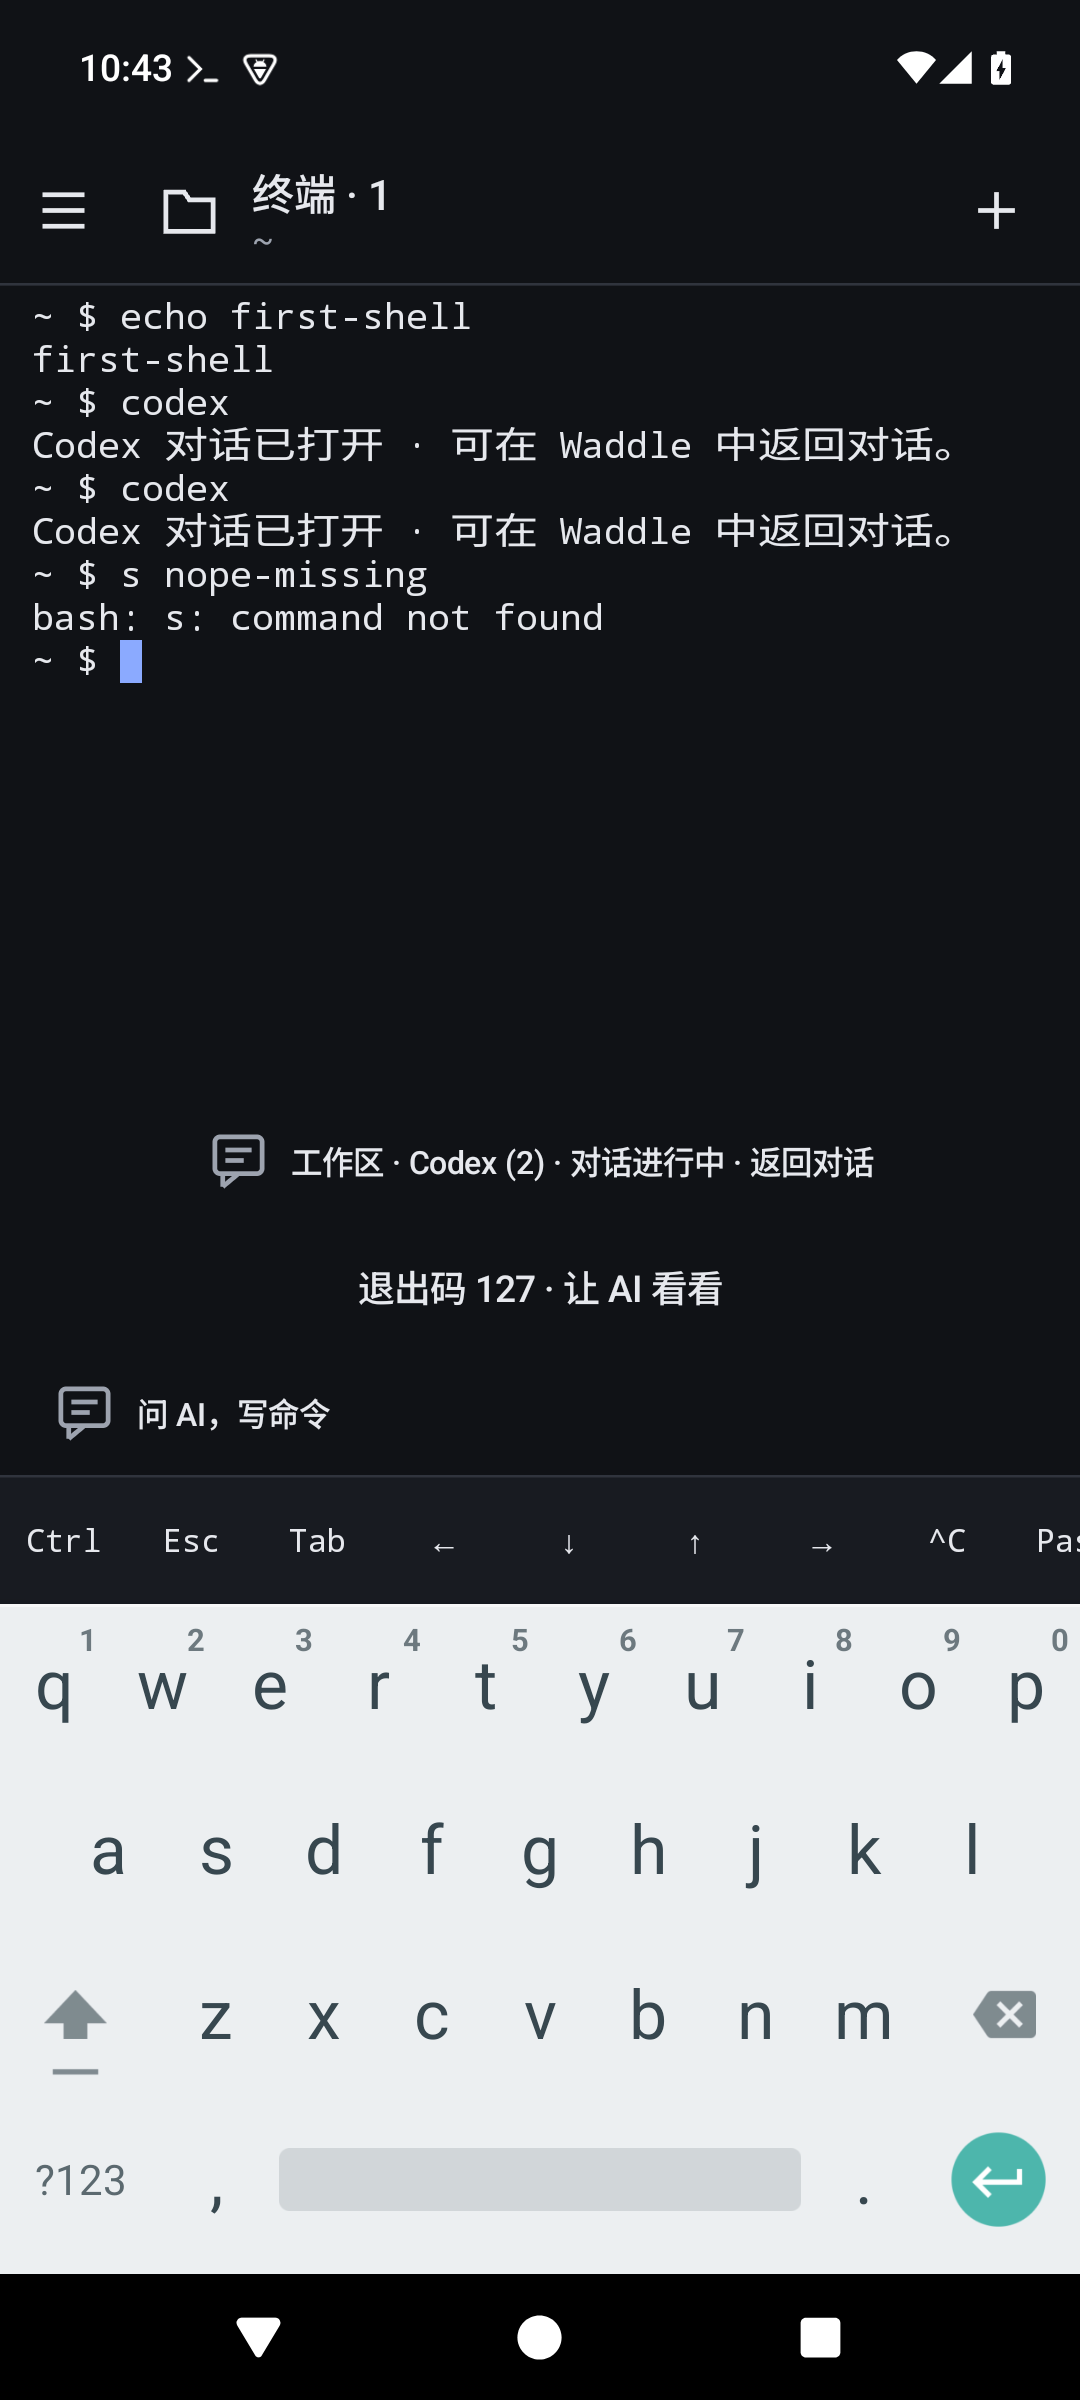 10:43
终端 · 1
~
~ $ echo first-shell
first-shell
~ $ codex
Codex 对话已打开 · 可在 Waddle 中返回对话。
~ $ codex
Codex 对话已打开 · 可在 Waddle 中返回对话。
~ $ s nope-missing
bash: s: command not found
~ $
工作区 · Codex (2) · 对话进行中 · 返回对话
退出码 127 · 让 AI 看看
问 AI，写命令
Ctrl Esc Tab ← ↓ ↑ → ^C Pas
1 2 3 4 5 6 7 8 9 0
q w e r t y u i o p
a s d f g h j k l
z x c v b n m
?123 , .